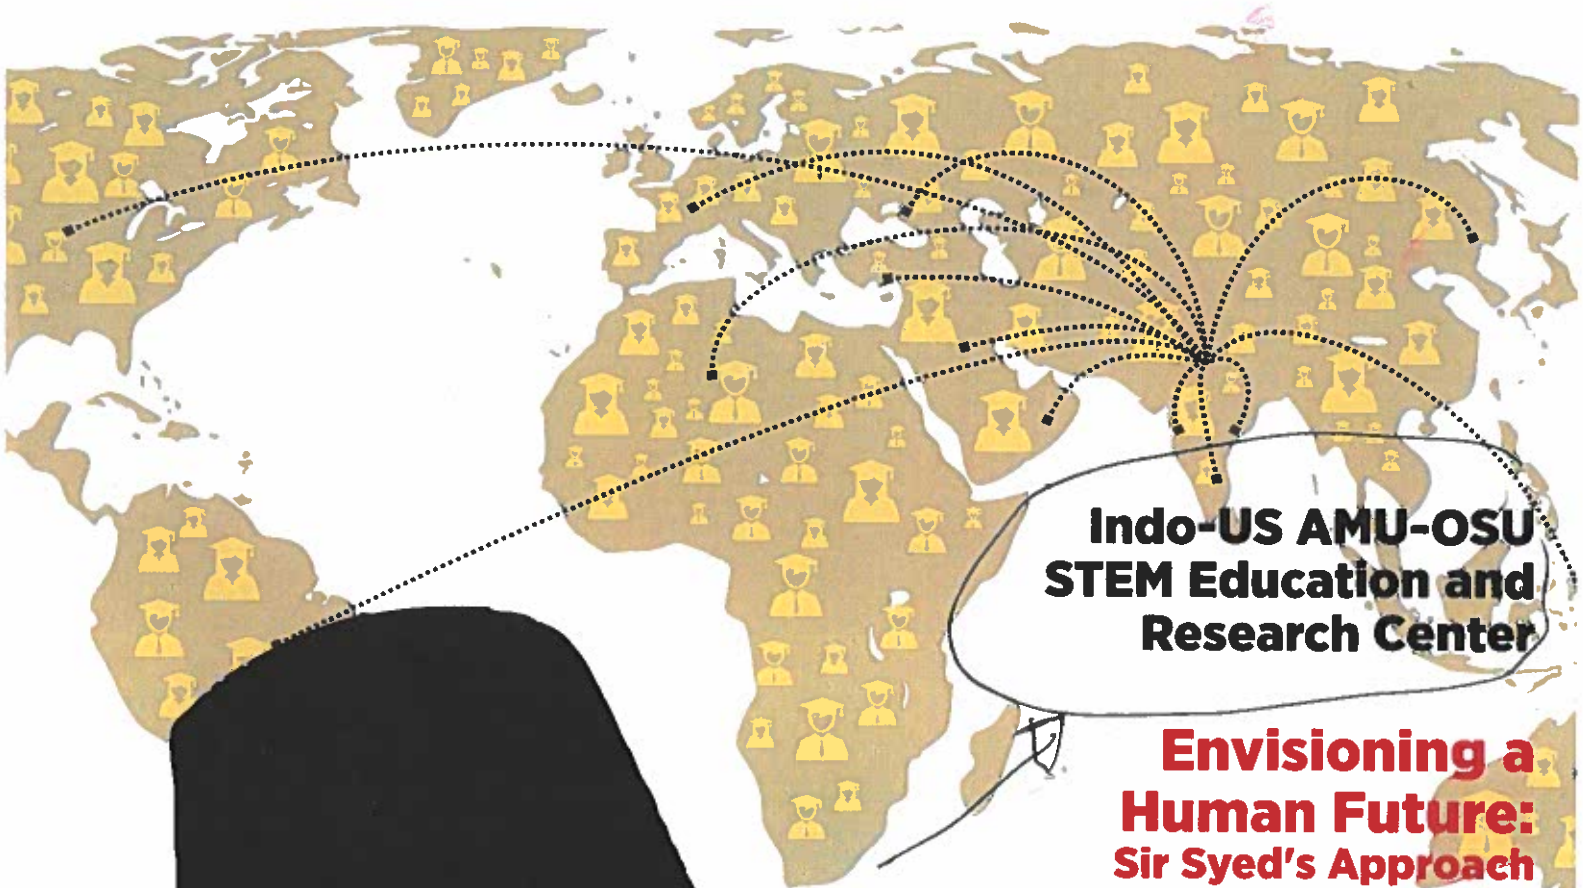 Indo-US AMU-OSU
STEM Education and
Research Center
Envisioning a
Human Future:
Sir Syed's Approach